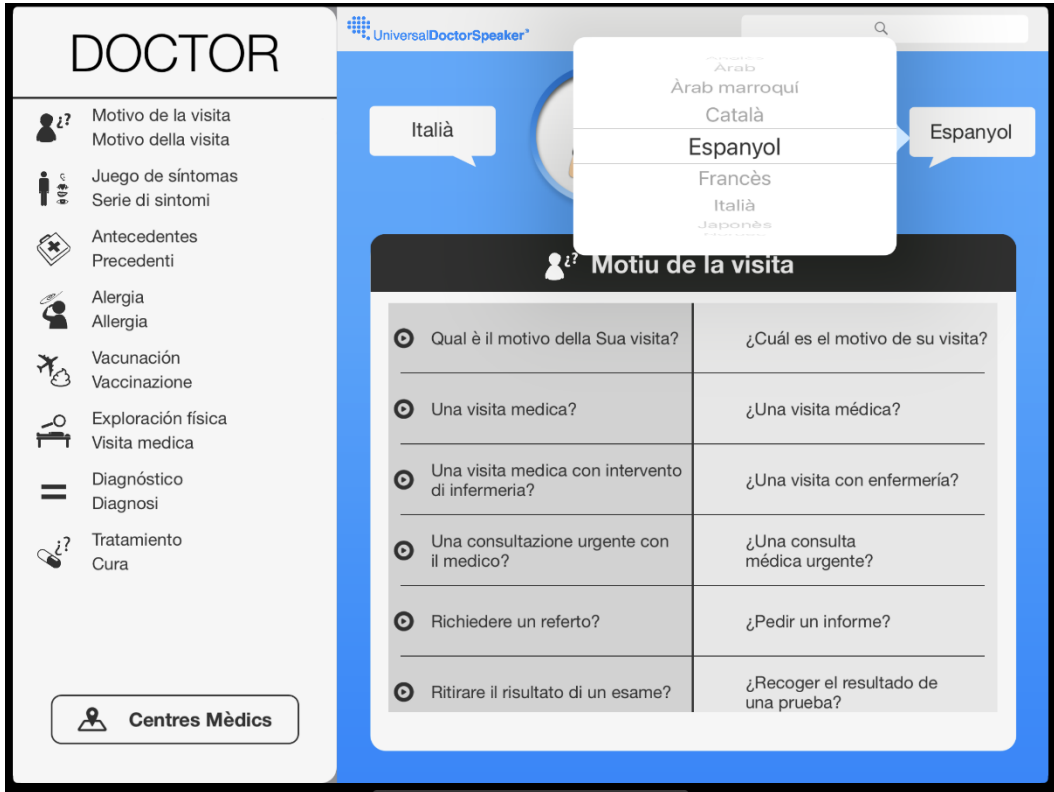 DOCTOR
Motivo de la visita
Motivo della visita
Juego de síntomas
Serie di sintomi
Antecedentes
Precedenti
Alergia
Allergia
Vacunación
Vaccinazione
Exploración física
Visita medica
Diagnóstico
Diagnosi
Tratamiento
Cura
Centres Mèdics
UniversalDoctorSpeaker
Italià
Àrab
Àrab marroquí
Català
Espanyol
Francès
Italià
Japonès
Espanyol
Motiu de la visita
Qual è il motivo della Sua visita?
¿Cuál es el motivo de su visita?
Una visita medica?
¿Una visita médica?
Una visita medica con intervento
di infermeria?
¿Una visita con enfermería?
Una consultazione urgente con
il medico?
¿Una consulta
médica urgente?
Richiedere un referto?
¿Pedir un informe?
Ritirare il risultato di un esame?
¿Recoger el resultado de
una prueba?